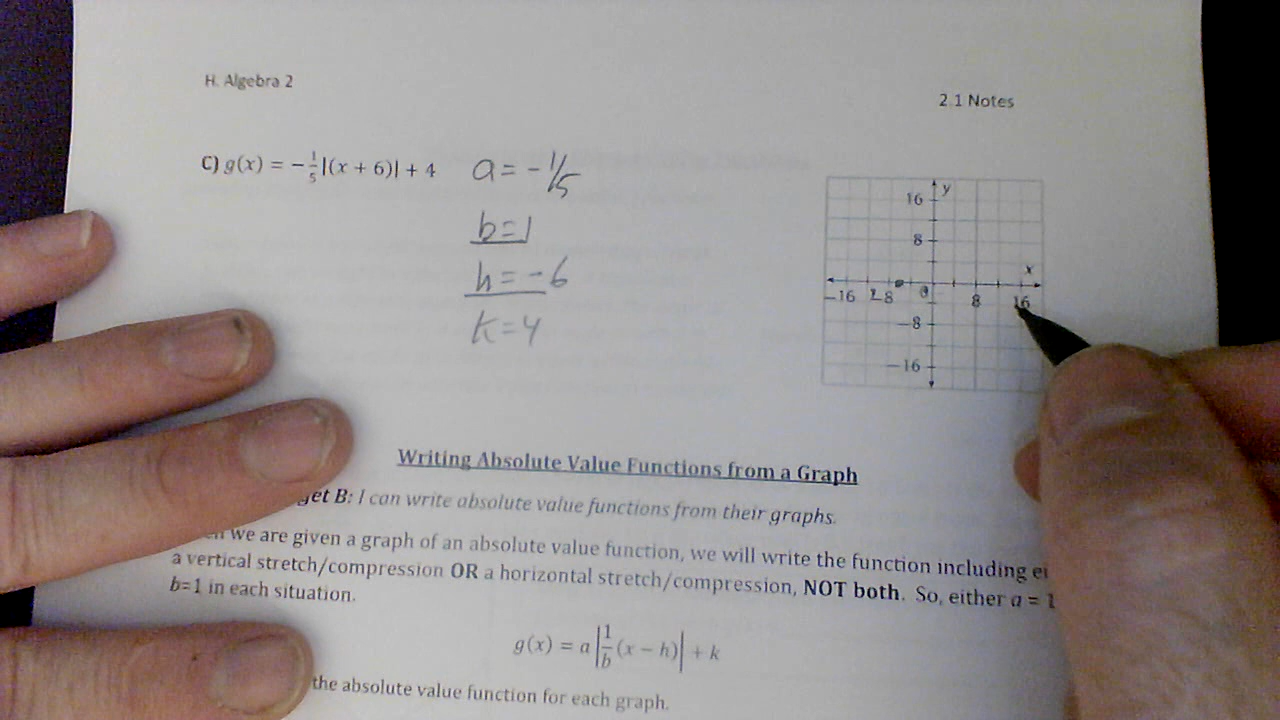 H. Algebra 2
2.1 Notes
C) g(x) = -1/5|(x + 6)| + 4
a = -1/5
b = 1
h = -6
k = 4
y
16
8
x
-16 -8 0 8 16
-8
-16
Writing Absolute Value Functions from a Graph
get B: I can write absolute value functions from their graphs.
we are given a graph of an absolute value function, we will write the function including
a vertical stretch/compression OR a horizontal stretch/compression, NOT both. So, either a = 1
b=1 in each situation.
g(x) = a |1/b (x - h)| + k
the absolute value function for each graph.